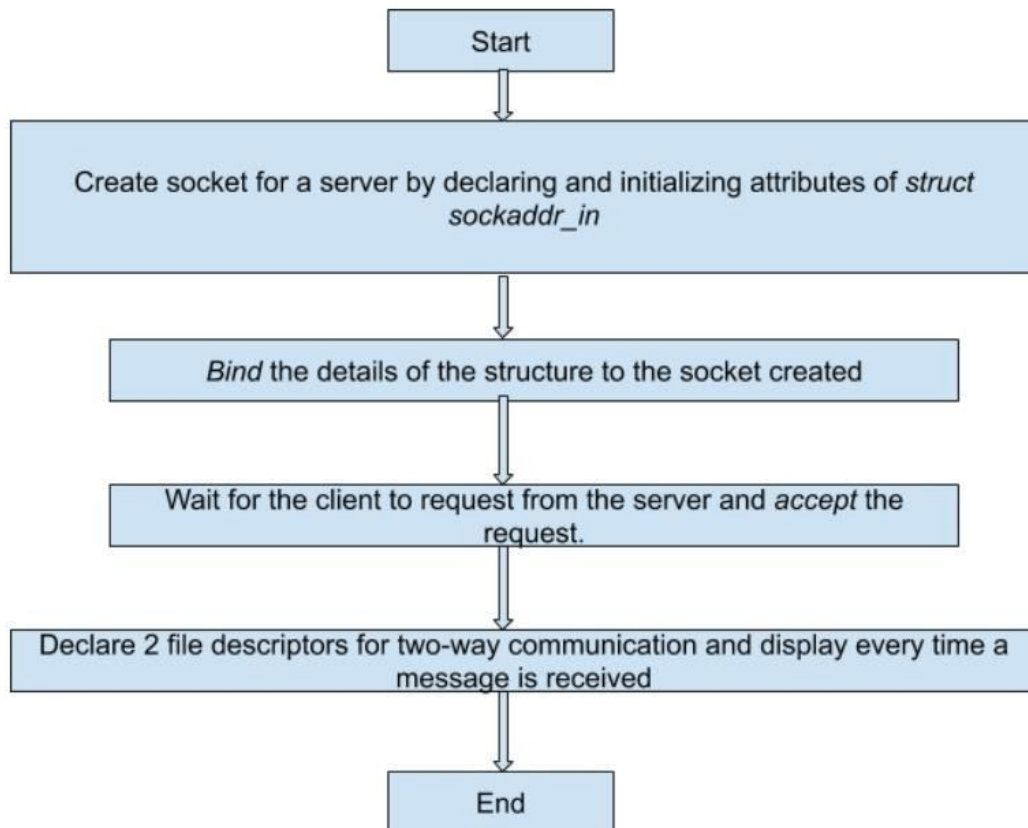 Start
Create socket for a server by declaring and initializing attributes of struct
sockaddr_in
Bind the details of the structure to the socket created
Wait for the client to request from the server and accept the
request.
Declare 2 file descriptors for two-way communication and display every time a
message is received
End